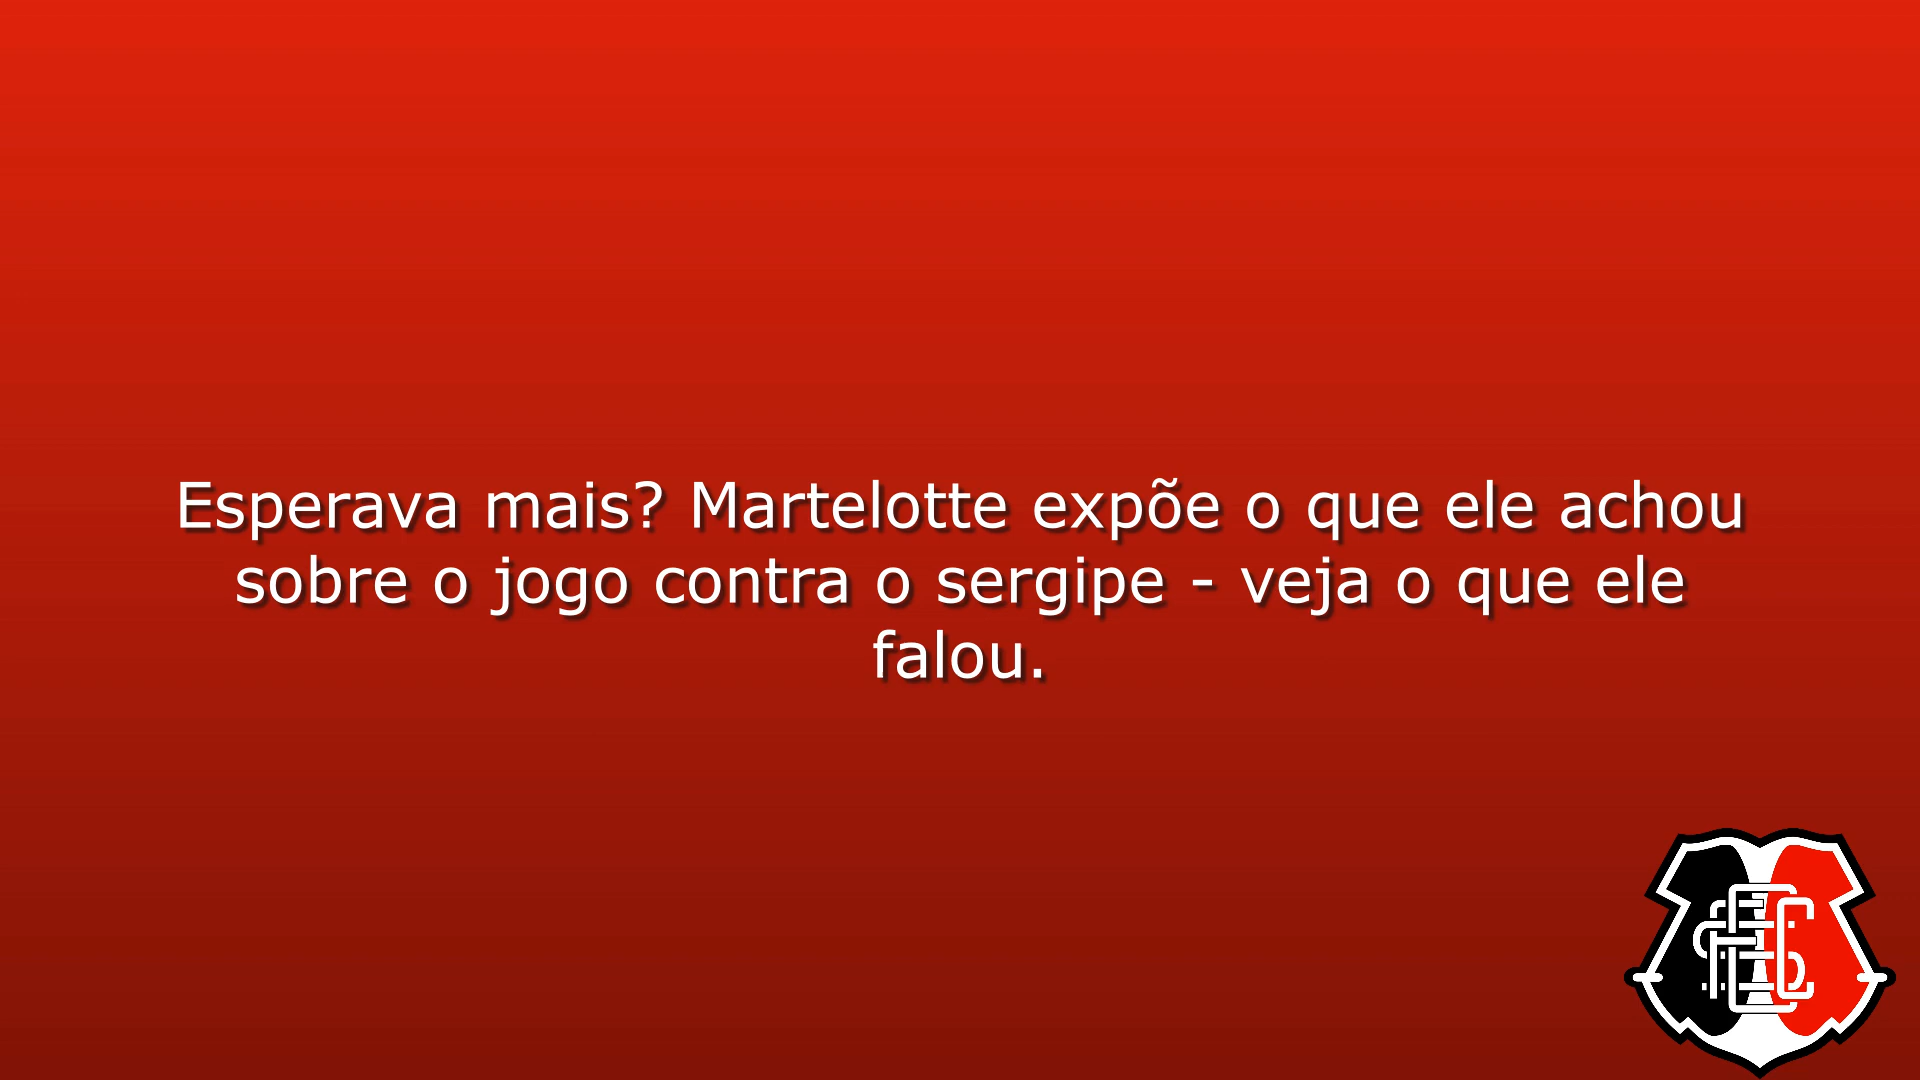 Esperava mais? Martelotte expõe o que ele achou
sobre o jogo contra o sergipe - veja o que ele
falou.